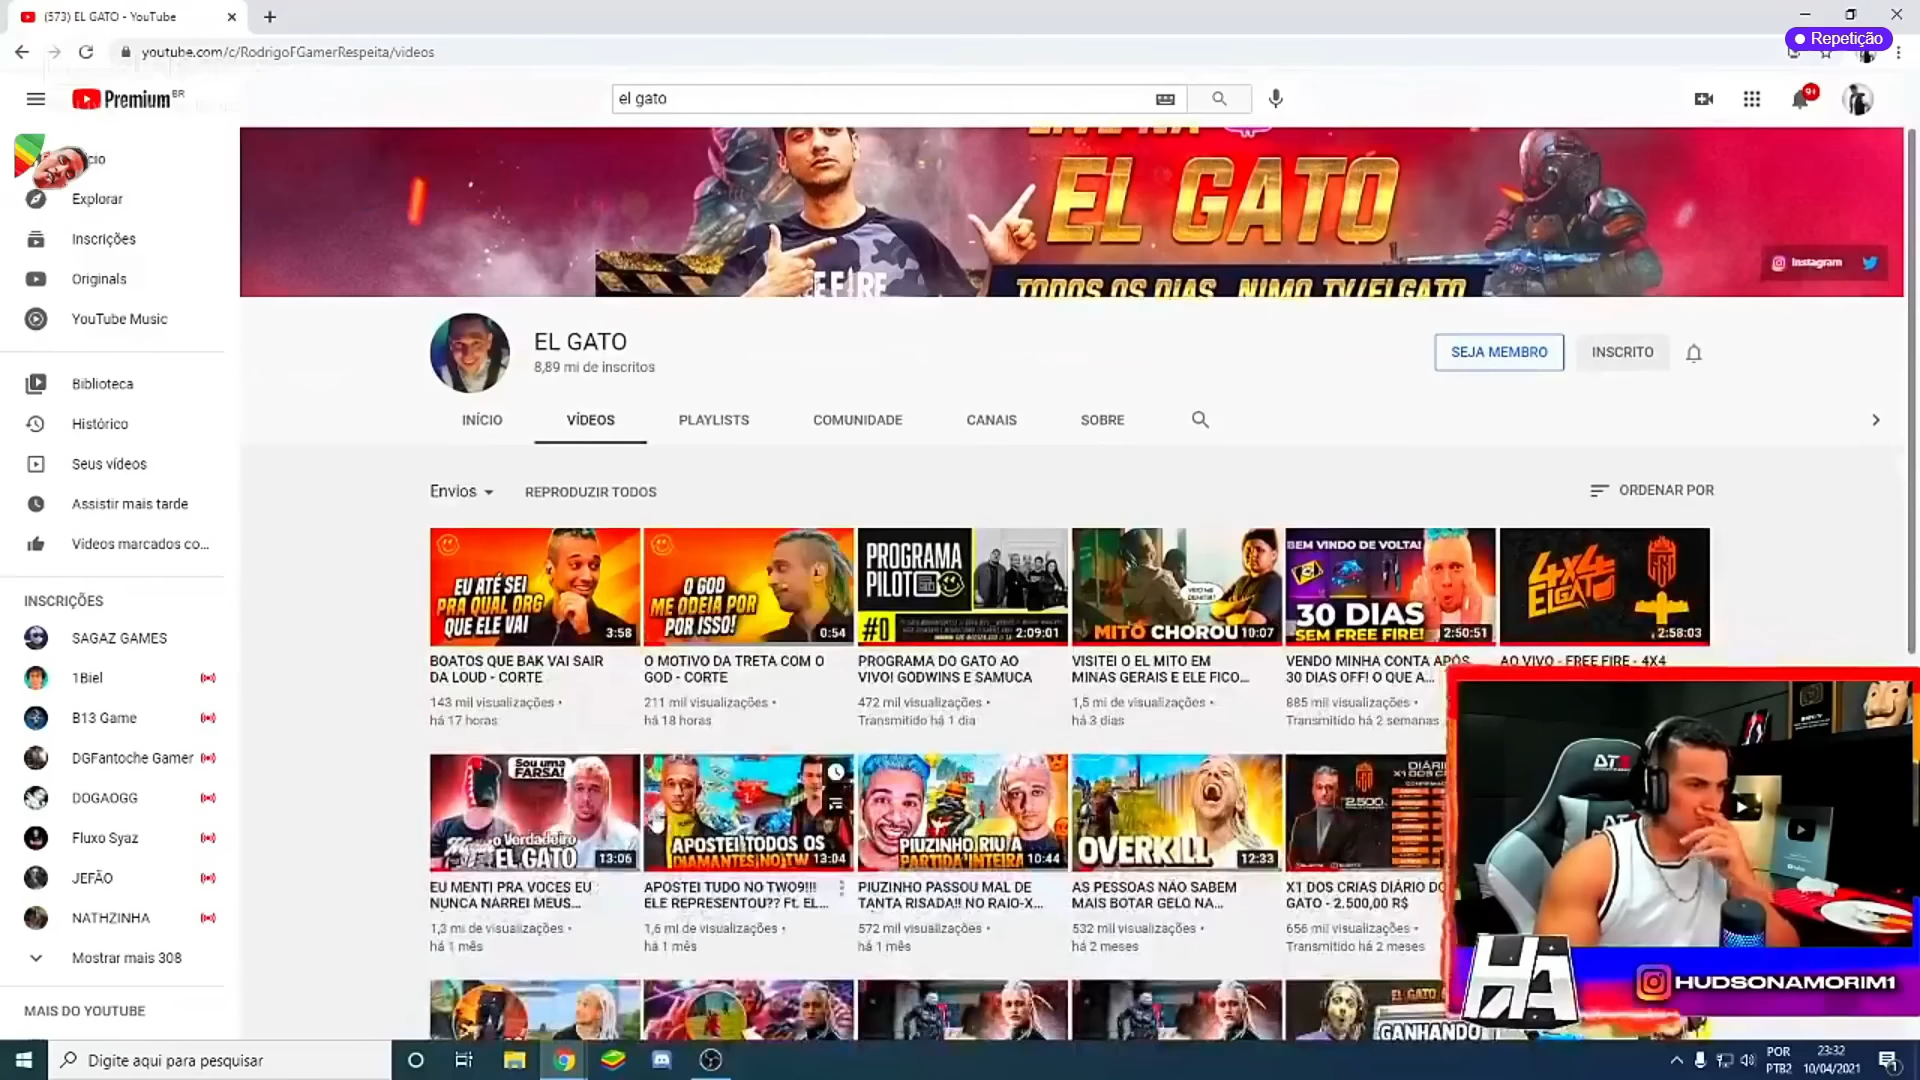 (573) EL GATO - YouTube
Repetição
youtube.com/c/RodrigoFGamerRespeita/videos
Premium BR
el gato
9+
Explorar
Inscrições
Originals
YouTube Music
Biblioteca
Histórico
Seus vídeos
Assistir mais tarde
Vídeos marcados co...
INSCRIÇÕES
SAGAZ GAMES
1Biel
B13 Game
DGFantoche Gamer
DOGAOGG
Fluxo Syaz
JEFÃO
NATHZINHA
Mostrar mais 308
MAIS DO YOUTUBE
EL GATO
TODOS OS DIAS NIMO TV/ELGATO
Instagram
EL GATO
8,89 mi de inscritos
SEJA MEMBRO
INSCRITO
INÍCIO
VÍDEOS
PLAYLISTS
COMUNIDADE
CANAIS
SOBRE
Envios
REPRODUZIR TODOS
ORDENAR POR
EU ATÉ SEI
PRA QUAL ORG
QUE ELE VAI
3:58
O GOD
ME ODEIA POR
POR ISSO!
0:54
PROGRAMA
PILOTO
#0
2:09:01
MITO CHOROU
10:07
BEM VINDO DE VOLTA!
30 DIAS
SEM FREE FIRE!
2:50:51
4x4
ELGATO
2:58:03
BOATOS QUE BAK VAI SAIR
DA LOUD - CORTE
143 mil visualizações •
há 17 horas
O MOTIVO DA TRETA COM O
GOD - CORTE
211 mil visualizações •
há 18 horas
PROGRAMA DO GATO AO
VIVO! GODWINS E SAMUCA
472 mil visualizações •
Transmitido há 1 dia
VISITEI O EL MITO EM
MINAS GERAIS E ELE FICO...
1,5 mi de visualizações •
há 3 dias
VENDO MINHA CONTA APÓS
30 DIAS OFF! O QUE A...
885 mil visualizações •
Transmitido há 2 semanas
AO VIVO - FREE FIRE - 4X4
Sou uma
FARSA!
o Verdadeiro
EL GATO
13:06
APOSTEI TODOS OS
DIAMANTES NO TW
13:04
PIUZINHO RIU A
PARTIDA INTEIRA
10:44
OVERKILL
12:33
DIÁRIO
2.500
EU MENTI PRA VOCES EU
NUNCA NARREI MEUS...
1,3 mi de visualizações •
há 1 mês
APOSTEI TUDO NO TWO9!!!
ELE REPRESENTOU?? Ft. EL...
1,6 mi de visualizações •
há 1 mês
PIUZINHO PASSOU MAL DE
TANTA RISADA!! NO RAIO-X...
572 mil visualizações •
há 1 mês
AS PESSOAS NÃO SABEM
MAIS BOTAR GELO NA...
532 mil visualizações •
há 2 meses
X1 DOS CRIAS DIÁRIO DO
GATO - 2.500,00 R$
656 mil visualizações •
Transmitido há 2 meses
GANHANDO
HA
HUDSONAMORIM1
Digite aqui para pesquisar
POR
PTB2
23:32
10/04/2021
1